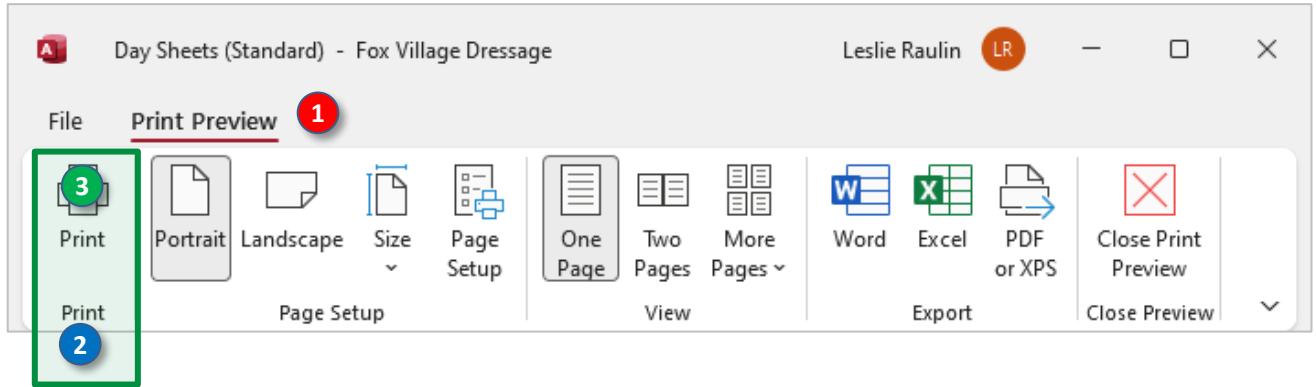 A Day Sheets (Standard) - Fox Village Dressage Leslie Raulin LR
File Print Preview 1
3
W X
Print Portrait Landscape Size Page One Two More Word Excel PDF Close Print
Setup Page Pages Pages or XPS Preview
Print Page Setup View Export Close Preview
2